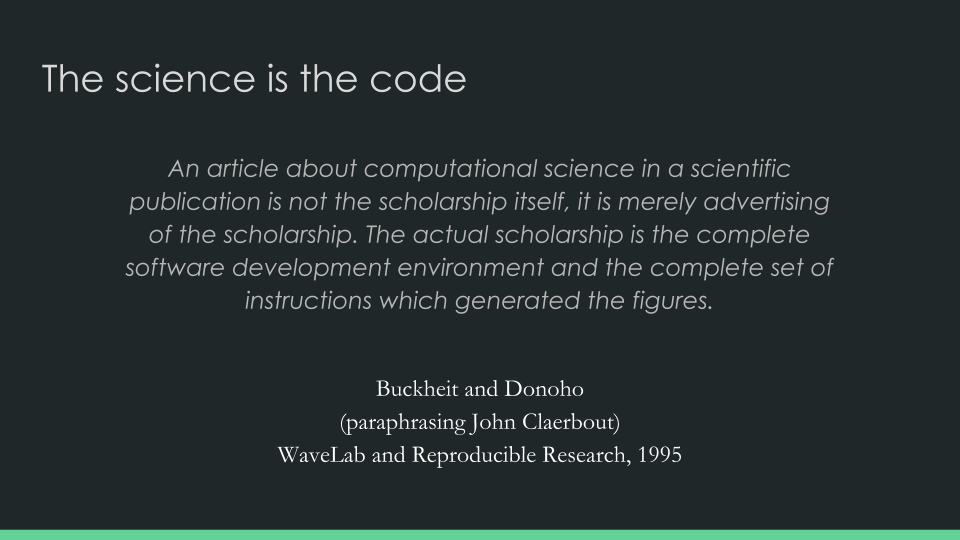 The science is the code
An article about computational science in a scientific
publication is not the scholarship itself, it is merely advertising
of the scholarship. The actual scholarship is the complete
software development environment and the complete set of
instructions which generated the figures.
Buckheit and Donoho
(paraphrasing John Claerbout)
WaveLab and Reproducible Research, 1995